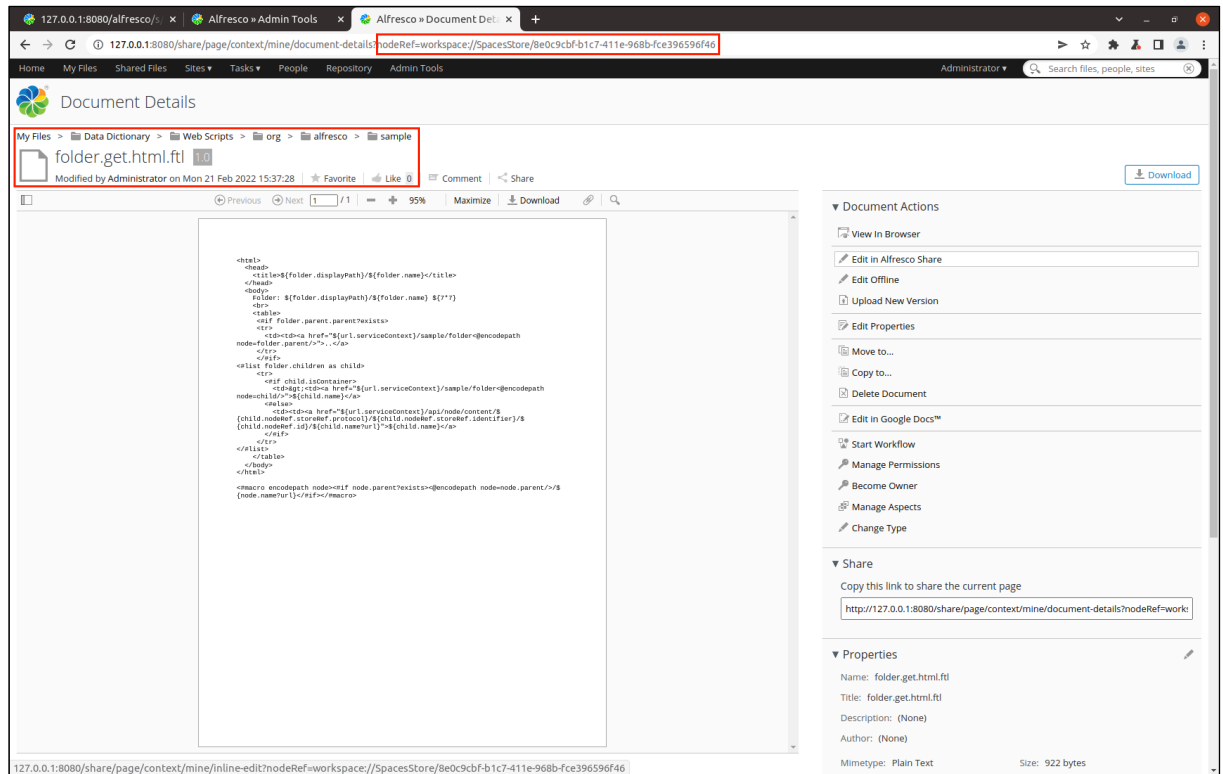 127.0.0.1:8080/alfresco/s/ × Alfresco » Admin Tools × Alfresco » Document Deta × +
127.0.0.1:8080/share/page/context/mine/document-details?nodeRef=workspace://SpacesStore/8e0c9cbf-b1c7-411e-968b-fce396596f46
Home My Files Shared Files Sites ▾ Tasks ▾ People Repository Admin Tools Administrator ▾ Search files, people, sites
Document Details
My Files > Data Dictionary > Web Scripts > org > alfresco > sample
folder.get.html.ftl 1.0
Modified by Administrator on Mon 21 Feb 2022 15:37:28 Favorite Like 0 Comment Share
Download
Previous Next 1 / 1 95% Maximize Download
<html>
<head>
<title>${folder.displayPath}/${folder.name}</title>
</head>
<body>
Folder: ${folder.displayPath}/${folder.name} ${7*7}
<br>
<table>
<#if folder.parent.parent?exists>
<tr>
<td><td><a href="${url.serviceContext}/sample/folder<@encodepath
node=folder.parent/>">..</a>
</tr>
</#if>
<#list folder.children as child>
<tr>
<#if child.isContainer>
<td>&gt;<td><a href="${url.serviceContext}/sample/folder<@encodepath
node=child/>">${child.name}</a>
<#else>
<td><td><a href="${url.serviceContext}/api/node/content/$
{child.nodeRef.storeRef.protocol}/${child.nodeRef.storeRef.identifier}/$
{child.nodeRef.id}/${child.name?url}">${child.name}</a>
</#if>
</tr>
</#list>
</table>
</body>
</html>
<#macro encodepath node><#if node.parent?exists><@encodepath node=node.parent/>/$
{node.name?url}</#if></#macro>
▼ Document Actions
View In Browser
Edit in Alfresco Share
Edit Offline
Upload New Version
Edit Properties
Move to...
Copy to...
Delete Document
Edit in Google Docs™
Start Workflow
Manage Permissions
Become Owner
Manage Aspects
Change Type
▼ Share
Copy this link to share the current page
http://127.0.0.1:8080/share/page/context/mine/document-details?nodeRef=works
▼ Properties
Name: folder.get.html.ftl
Title: folder.get.html.ftl
Description: (None)
Author: (None)
Mimetype: Plain Text Size: 922 bytes
127.0.0.1:8080/share/page/context/mine/inline-edit?nodeRef=workspace://SpacesStore/8e0c9cbf-b1c7-411e-968b-fce396596f46